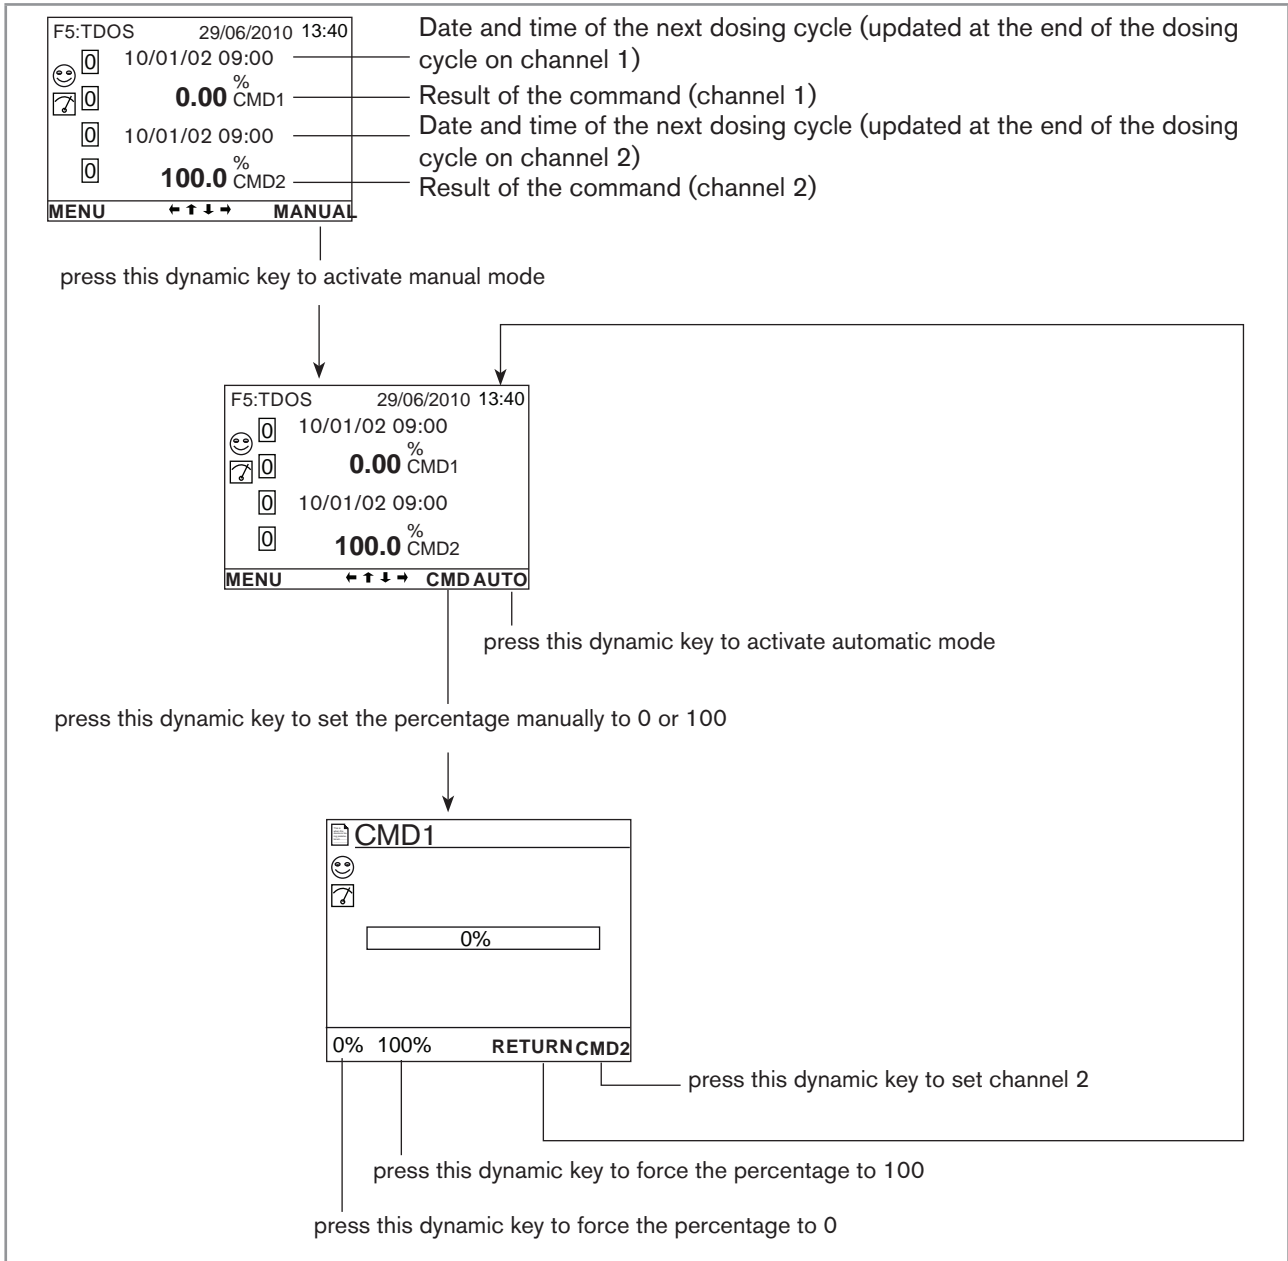 F5:TDOS 29/06/2010 13:40
0 10/01/02 09:00
0 0.00 % CMD1
0 10/01/02 09:00
0 100.0 % CMD2
MENU MANUAL
Date and time of the next dosing cycle (updated at the end of the dosing
cycle on channel 1)
Result of the command (channel 1)
Date and time of the next dosing cycle (updated at the end of the dosing
cycle on channel 2)
Result of the command (channel 2)
press this dynamic key to activate manual mode
F5:TDOS 29/06/2010 13:40
0 10/01/02 09:00
0 0.00 % CMD1
0 10/01/02 09:00
0 100.0 % CMD2
MENU CMD AUTO
press this dynamic key to activate automatic mode
press this dynamic key to set the percentage manually to 0 or 100
CMD1
0%
0% 100% RETURN CMD2
press this dynamic key to set channel 2
press this dynamic key to force the percentage to 100
press this dynamic key to force the percentage to 0